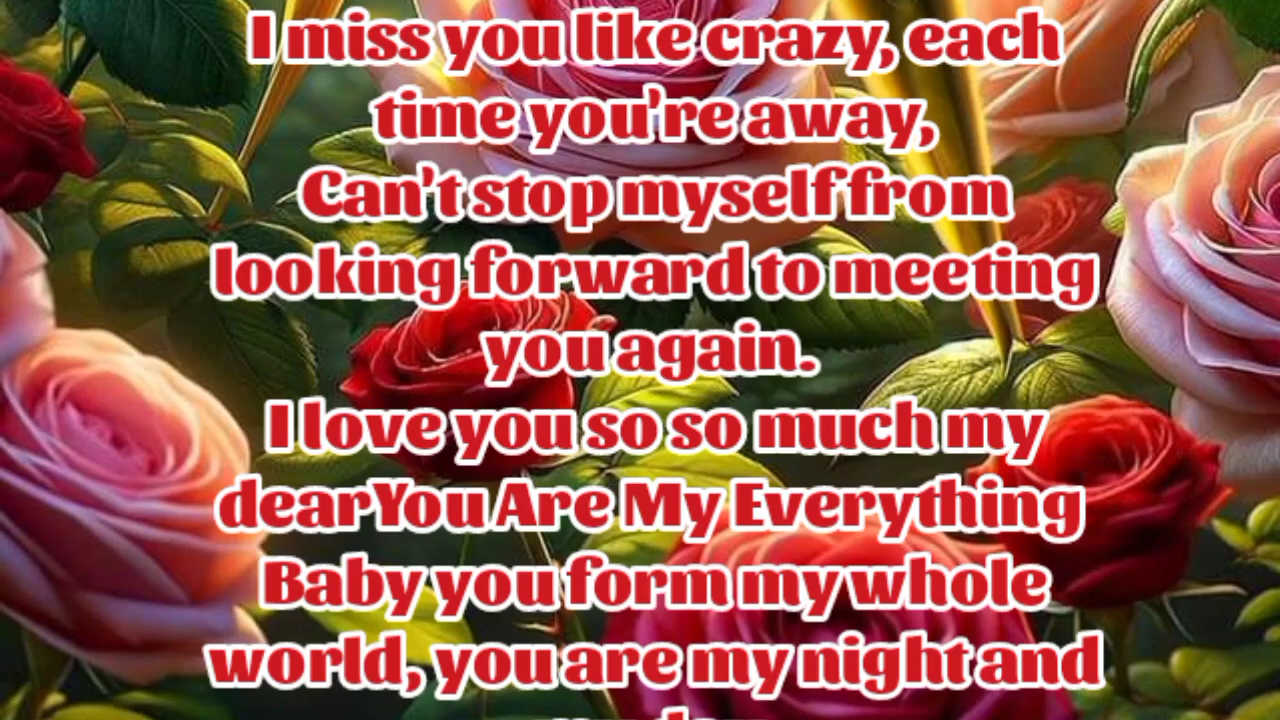 I miss you like crazy, each
time you're away,
Can't stop myself from
looking forward to meeting
you again.
I love you so so much my
dearYou Are My Everything
Baby you form my whole
world, you are my night and